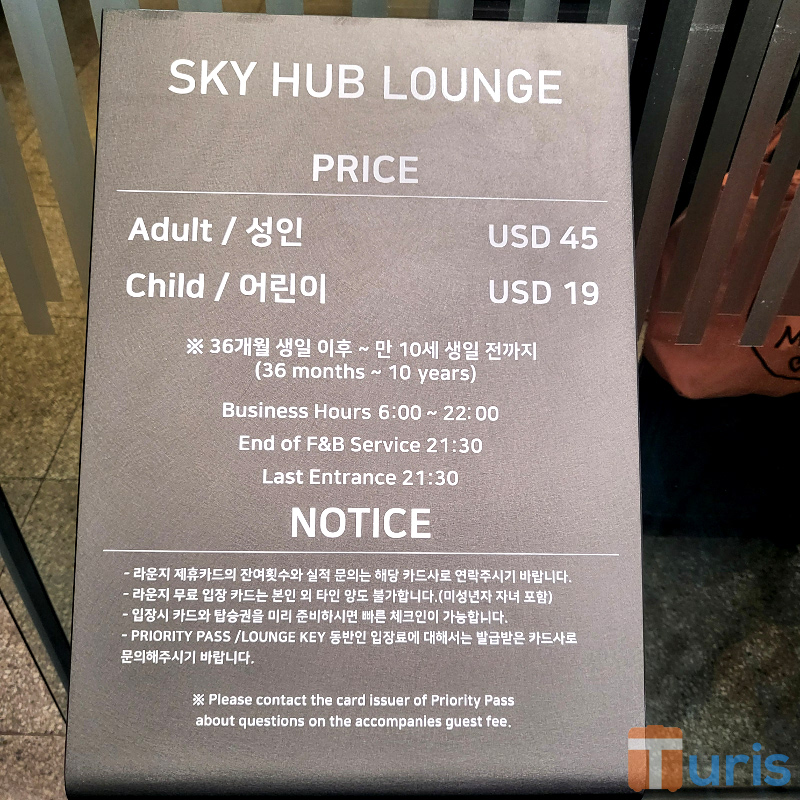 SKY HUB LOUNGE
PRICE
Adult / 성인 USD 45
Child / 어린이 USD 19
※ 36개월 생일 이후 ~ 만 10세 생일 전까지
(36 months ~ 10 years)
Business Hours 6:00 ~ 22:00
End of F&B Service 21:30
Last Entrance 21:30
NOTICE
- 라운지 제휴카드의 잔여횟수와 실적 문의는 해당 카드사로 연락주시기 바랍니다.
- 라운지 무료 입장 카드는 본인 외 타인 양도 불가합니다.(미성년자 자녀 포함)
- 입장시 카드와 탑승권을 미리 준비하시면 빠른 체크인이 가능합니다.
- PRIORITY PASS /LOUNGE KEY 동반인 입장료에 대해서는 발급받은 카드사로
문의해주시기 바랍니다.
※ Please contact the card issuer of Priority Pass
about questions on the accompanies guest fee.
Turis